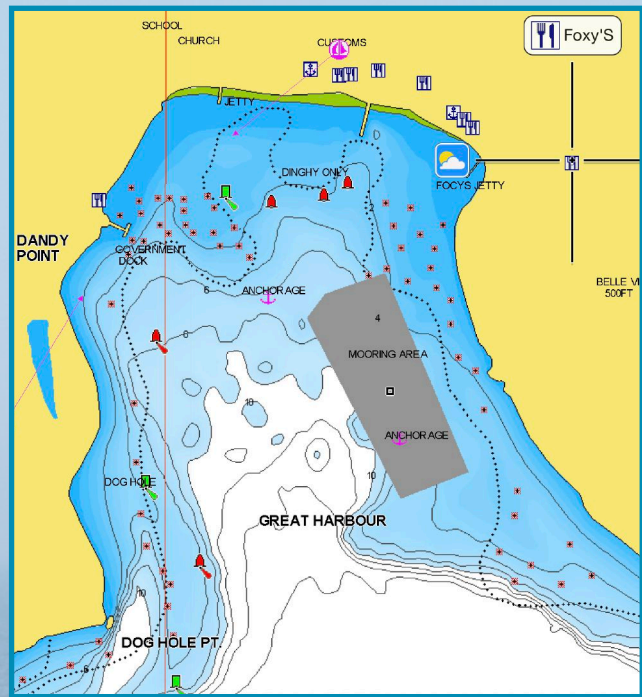 SCHOOL
CHURCH
CUSTOMS
Foxy'S
JETTY
DINGHY ONLY
FOCYS JETTY
DANDY
POINT
GOVERNMENT
DOCK
6
ANCHORAGE
BELLE VI
500FT
4
8
MOORING AREA
10
ANCHORAGE
10
DOG HOLE
GREAT HARBOUR
10
DOG HOLE PT.
6